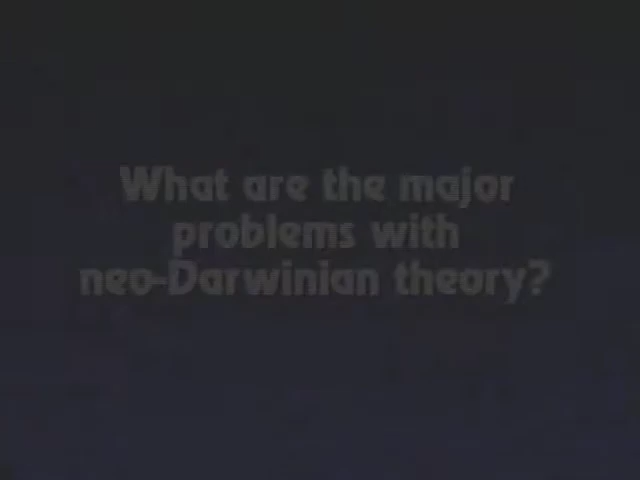 What are the major
problems with
neo-Darwinian theory?